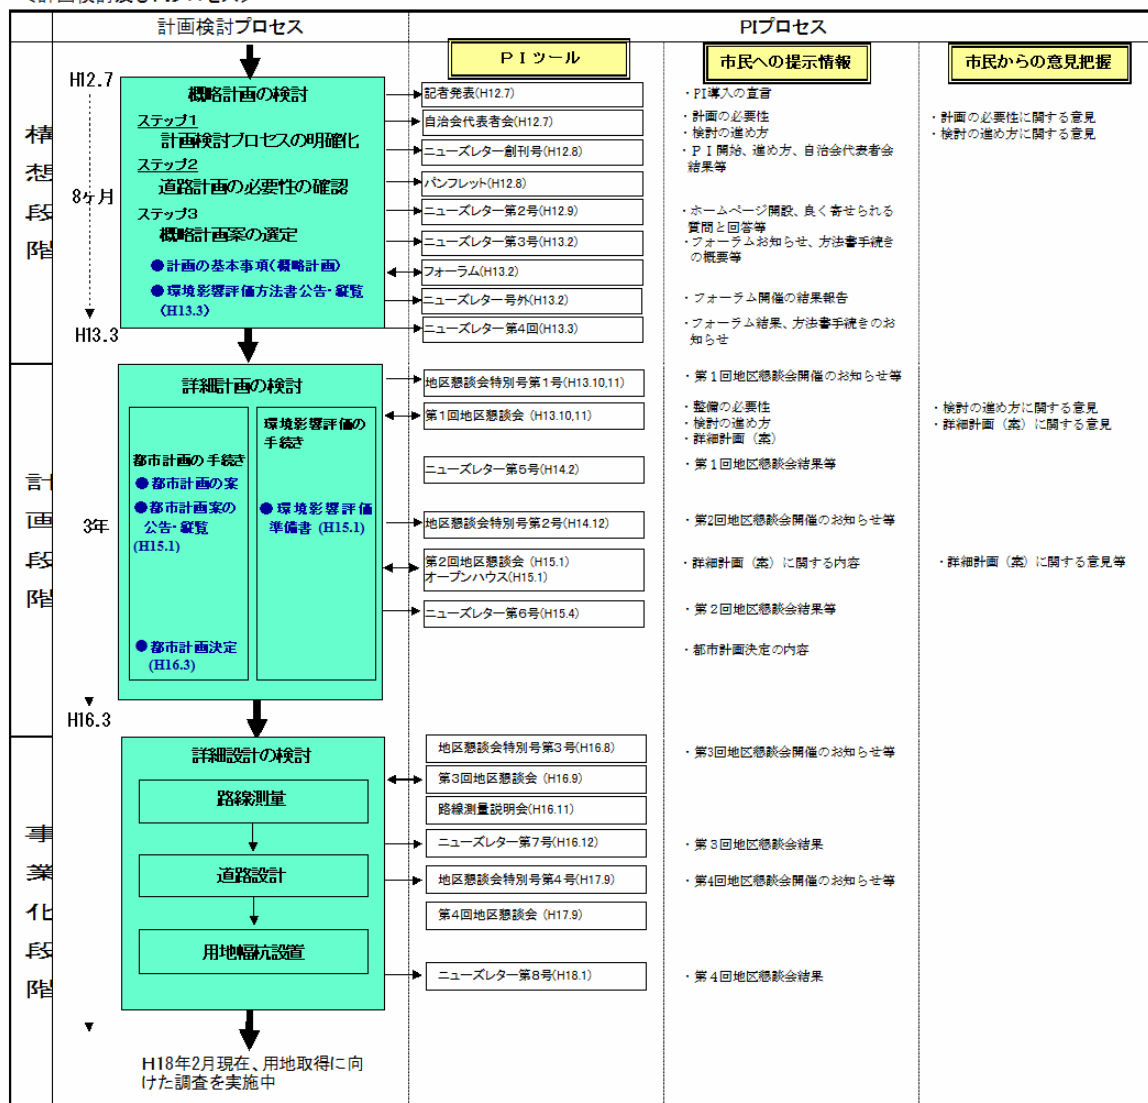 計画検討プロセス
PIプロセス
PIツール
市民への提示情報
市民からの意見把握
構想段階
H12.7
8ヶ月
H13.3
概略計画の検討
ステップ1
計画検討プロセスの明確化
ステップ2
道路計画の必要性の確認
ステップ3
概略計画案の選定
●計画の基本事項(概略計画)
●環境影響評価方法書公告・縦覧
(H13.3)
記者発表(H12.7)
・PI導入の宣言
自治会代表者会(H12.7)
・計画の必要性
・検討の進め方
・計画の必要性に関する意見
・検討の進め方に関する意見
ニューズレター創刊号(H12.8)
・PI開始、進め方、自治会代表者会
結果等
パンフレット(H12.8)
ニューズレター第2号(H12.9)
・ホームページ開設、良く寄せられる
質問と回答等
ニューズレター第3号(H13.2)
・フォーラムお知らせ、方法書手続き
の概要等
フォーラム(H13.2)
ニューズレター号外(H13.2)
・フォーラム開催の結果報告
ニューズレター第4回(H13.3)
・フォーラム結果、方法書手続きのお
知らせ
計画段階
3年
H16.3
詳細計画の検討
都市計画の手続き
●都市計画の案
●都市計画案の
公告・縦覧
(H15.1)
●都市計画決定
(H16.3)
環境影響評価の
手続き
●環境影響評価
準備書 (H15.1)
地区懇談会特別号第1号(H13.10,11)
・第1回地区懇談会開催のお知らせ等
第1回地区懇談会 (H13.10,11)
・整備の必要性
・検討の進め方
・詳細計画(案)
・検討の進め方に関する意見
・詳細計画(案)に関する意見
ニューズレター第5号(H14.2)
・第1回地区懇談会結果等
地区懇談会特別号第2号(H14.12)
・第2回地区懇談会開催のお知らせ等
第2回地区懇談会 (H15.1)
オープンハウス(H15.1)
・詳細計画(案)に関する内容
・詳細計画(案)に関する意見等
ニューズレター第6号(H15.4)
・第2回地区懇談会結果等
・都市計画決定の内容
事業化段階
詳細設計の検討
路線測量
道路設計
用地幅杭設置
地区懇談会特別号第3号(H16.8)
・第3回地区懇談会開催のお知らせ等
第3回地区懇談会 (H16.9)
路線測量説明会(H16.11)
ニューズレター第7号(H16.12)
・第3回地区懇談会結果
地区懇談会特別号第4号(H17.9)
・第4回地区懇談会開催のお知らせ等
第4回地区懇談会 (H17.9)
ニューズレター第8号(H18.1)
・第4回地区懇談会結果
H18年2月現在、用地取得に向
けた調査を実施中